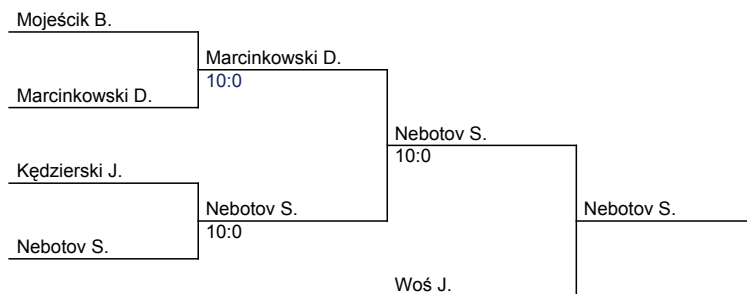 Mojeścik B.
Marcinkowski D.
10:0
Marcinkowski D.
Nebotov S.
10:0
Kędzierski J.
Nebotov S.
Nebotov S.
10:0
Nebotov S.
Woś J.